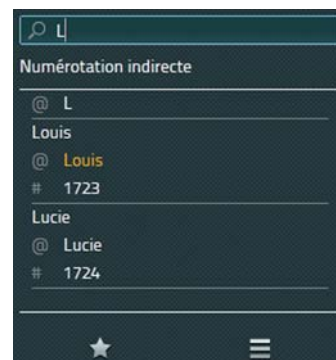 L
Numérotation indirecte
@ L
Louis
@ Louis
# 1723
Lucie
@ Lucie
# 1724